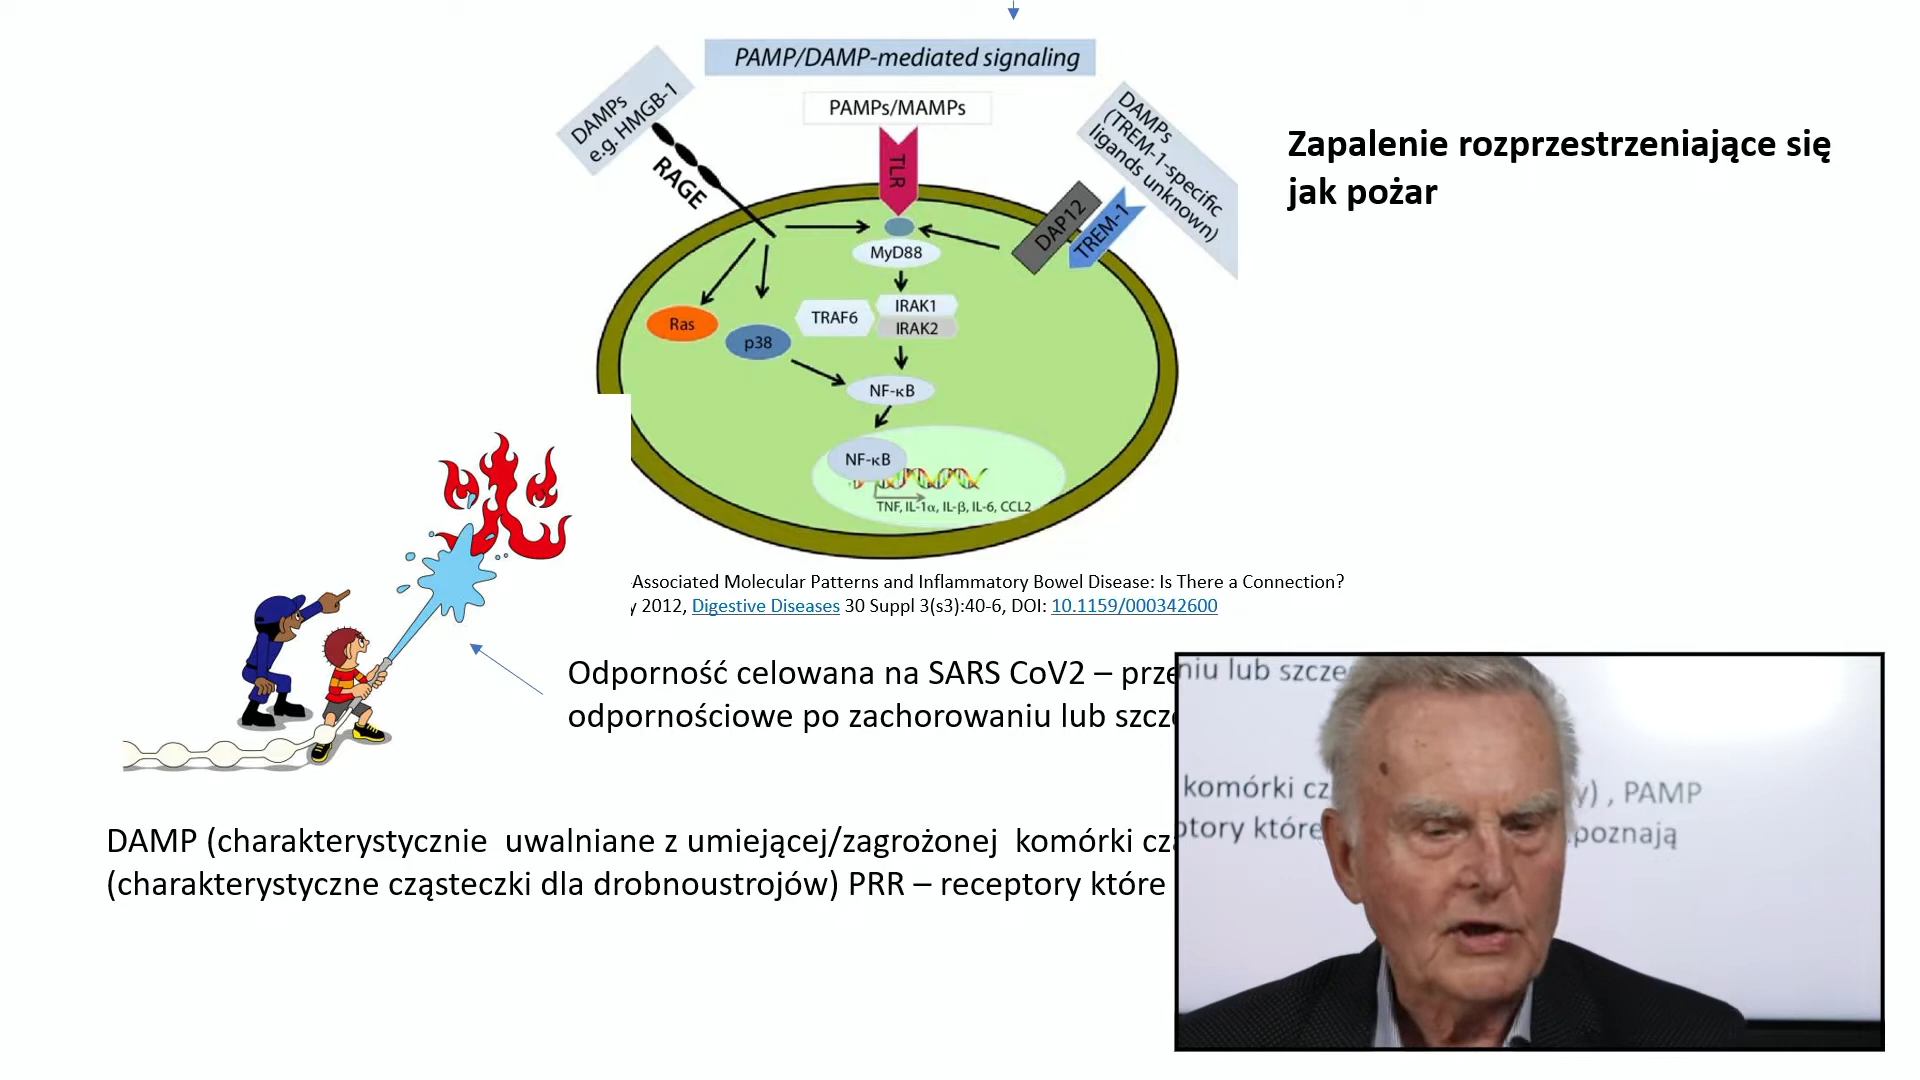 PAMP/DAMP-mediated signaling
DAMPs
e.g. HMGB-1
RAGE
PAMPs/MAMPs
TLR
DAMPs
(TREM-1-specific
ligands unknown)
DAP12
TREM-1
Zapalenie rozprzestrzeniające się
jak pożar
MyD88
IRAK1
TRAF6
IRAK2
Ras
p38
NF-κB
NF-κB
TNF, IL-1α, IL-β, IL-6, CCL2
Associated Molecular Patterns and Inflammatory Bowel Disease: Is There a Connection?
y 2012, Digestive Diseases 30 Suppl 3(s3):40-6, DOI: 10.1159/000342600
Odporność celowana na SARS CoV2 – prze
odpornościowe po zachorowaniu lub szcze
DAMP (charakterystycznie uwalniane z umiejącej/zagrożonej komórki cz
(charakterystyczne cząsteczki dla drobnoustrojów) PRR – receptory które
niu lub szcze
komórki cz y) , PAMP
ptory które poznają